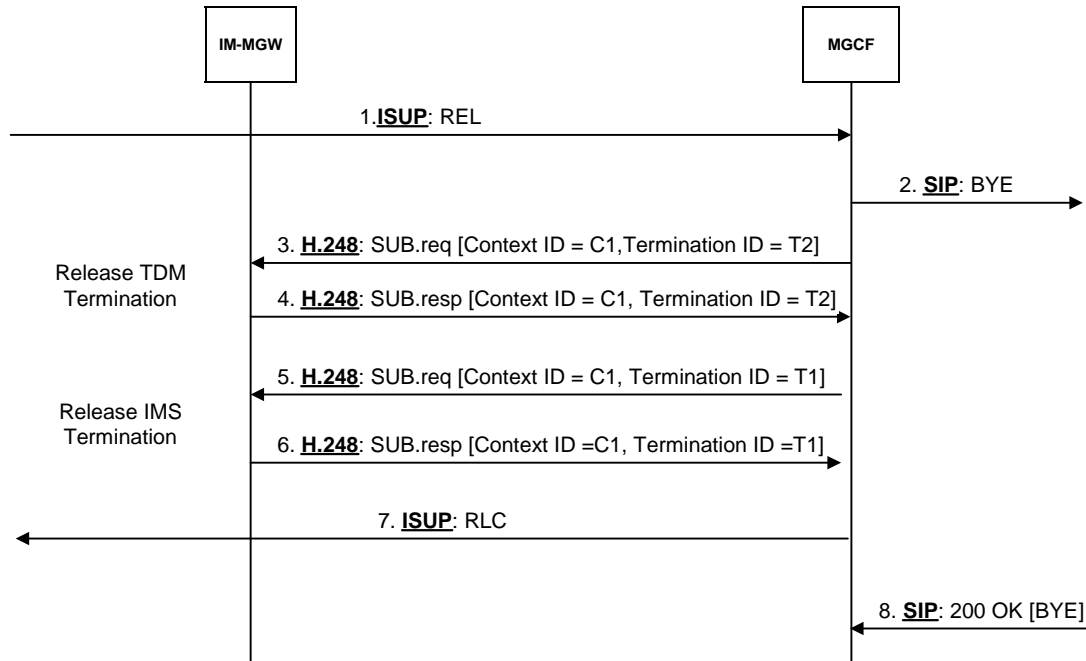 IM-MGW
MGCF
1.ISUP: REL
2. SIP: BYE
3. H.248: SUB.req [Context ID = C1,Termination ID = T2]
Release TDM
Termination
4. H.248: SUB.resp [Context ID = C1, Termination ID = T2]
5. H.248: SUB.req [Context ID = C1, Termination ID = T1]
Release IMS
Termination
6. H.248: SUB.resp [Context ID =C1, Termination ID =T1]
7. ISUP: RLC
8. SIP: 200 OK [BYE]